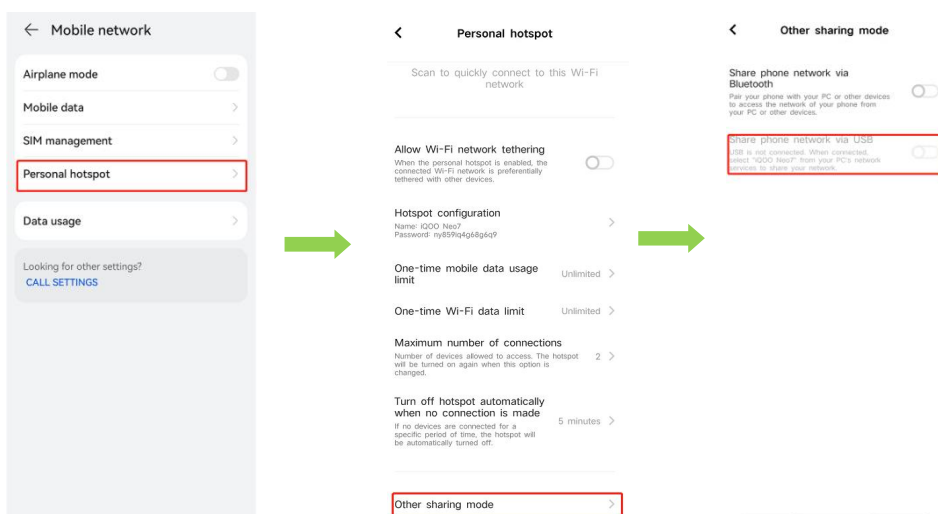 Mobile network
Airplane mode
Mobile data
SIM management
Personal hotspot
Data usage
Looking for other settings?
CALL SETTINGS
Personal hotspot
Scan to quickly connect to this Wi-Fi
network
Allow Wi-Fi network tethering
When the personal hotspot is enabled, the
connected Wi-Fi network is preferentially
tethered with other devices.
Hotspot configuration
Name: iQOO Neo7
Password: ny859iq4g68g6q9
One-time mobile data usage
limit
Unlimited
One-time Wi-Fi data limit
Unlimited
Maximum number of connections
Number of devices allowed to access. The hotspot
will be turned on again when this option is
changed.
2
Turn off hotspot automatically
when no connection is made
If no devices are connected for a
specific period of time, the hotspot will
be automatically turned off.
5 minutes
Other sharing mode
Other sharing mode
Share phone network via
Bluetooth
Pair your phone with your PC or other devices
to access the network of your phone from
your PC or other devices.
Share phone network via USB
USB is not connected. When connected,
select "iQOO Neo7" from your PC's network
services to share your network.